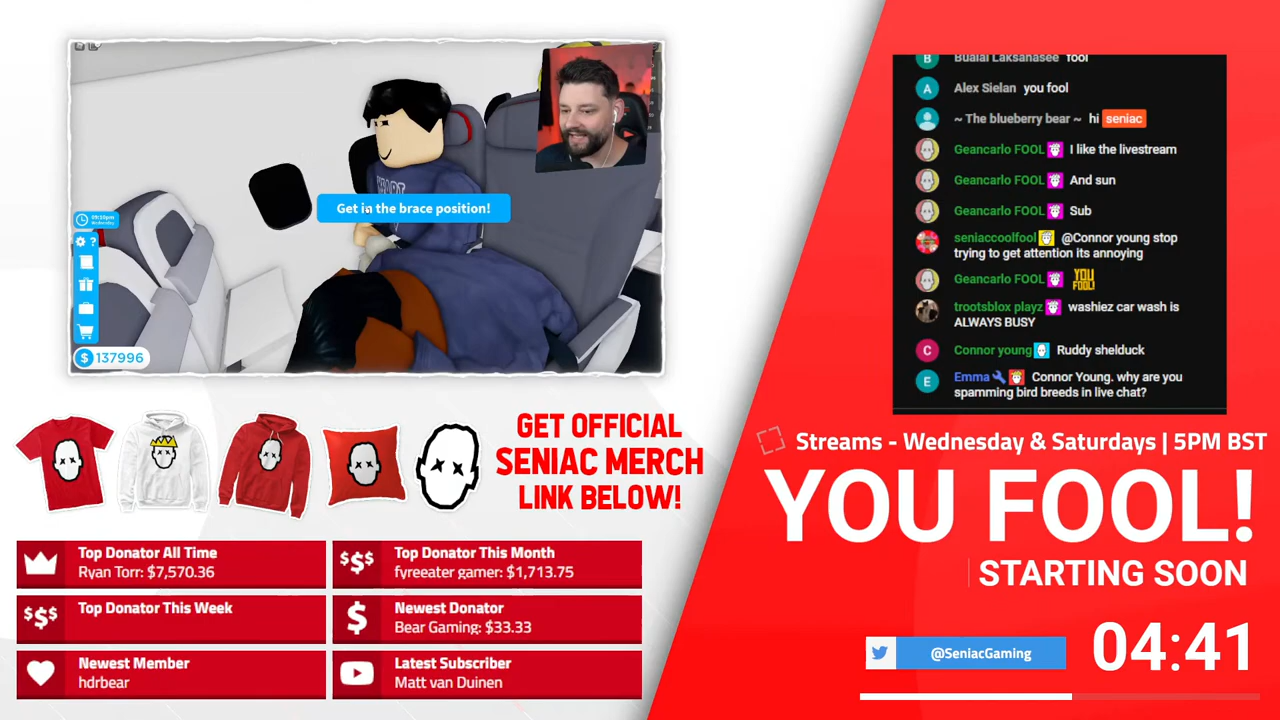 Get in the brace position!
09:50pm
Wednesday
?
$ 137996
Bualai Laksanasee fool
Alex Sielan you fool
~ The blueberry bear ~ hi seniac
Geancarlo FOOL I like the livestream
Geancarlo FOOL And sun
Geancarlo FOOL Sub
seniaccoolfool @Connor young stop
trying to get attention its annoying
Geancarlo FOOL YOU FOOL!
trootsblox playz washiez car wash is
ALWAYS BUSY
Connor young Ruddy shelduck
Emma Connor Young. why are you
spamming bird breeds in live chat?
GET OFFICIAL
SENIAC MERCH
LINK BELOW!
Streams - Wednesday & Saturdays | 5PM BST
YOU FOOL!
STARTING SOON
Top Donator All Time
Ryan Torr: $7,570.36
$$$ Top Donator This Month
fyreeater gamer: $1,713.75
$$$ Top Donator This Week
$ Newest Donator
Bear Gaming: $33.33
Newest Member
hdrbear
Latest Subscriber
Matt van Duinen
@SeniacGaming
04:41